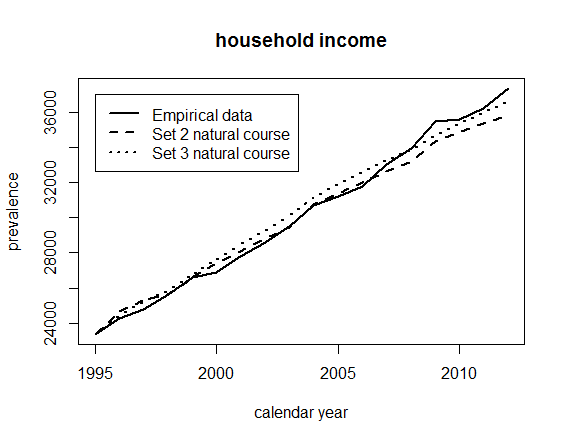 household income
Empirical data
Set 2 natural course
Set 3 natural course
prevalence
36000
32000
28000
24000
1995
2000
2005
2010
calendar year